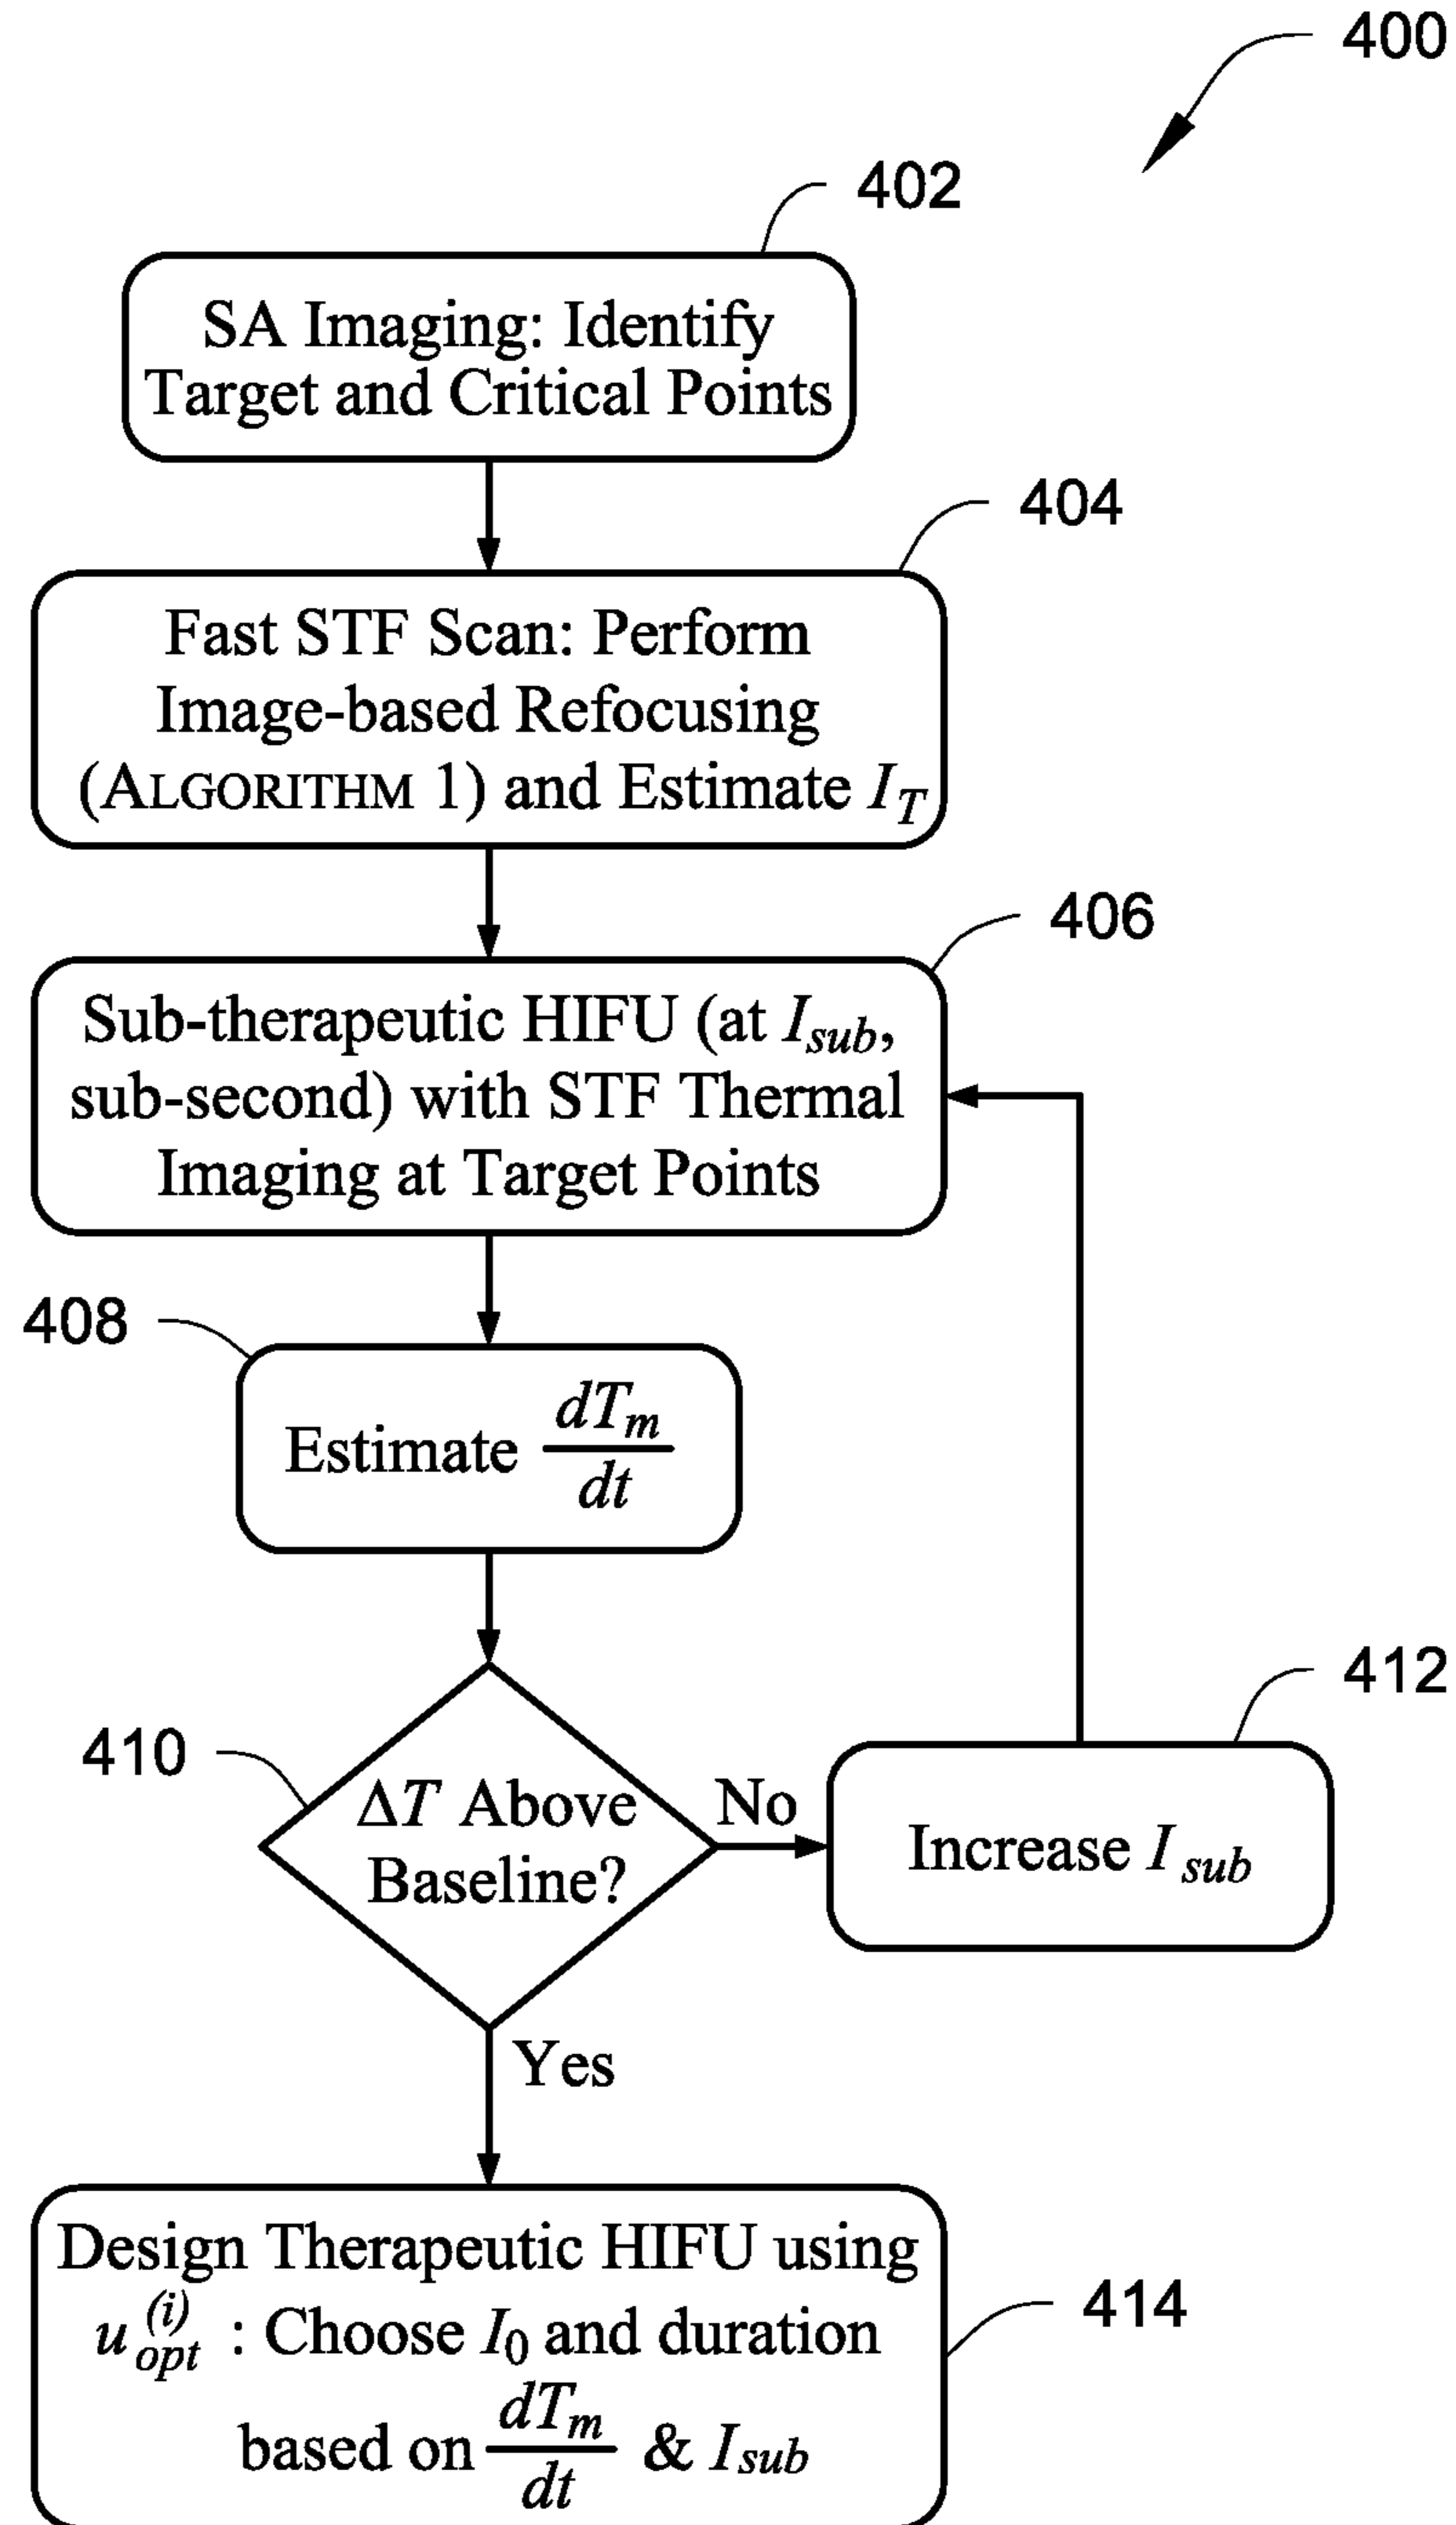 400
402
SA Imaging: Identify
Target and Critical Points
404
Fast STF Scan: Perform
Image-based Refocusing
(ALGORITHM 1) and Estimate I_T
406
Sub-therapeutic HIFU (at I_sub,
sub-second) with STF Thermal
Imaging at Target Points
408
Estimate dT_m/dt
410
ΔT Above
Baseline?
No
412
Increase I_sub
Yes
414
Design Therapeutic HIFU using
u_opt^(i) : Choose I_0 and duration
based on dT_m/dt & I_sub